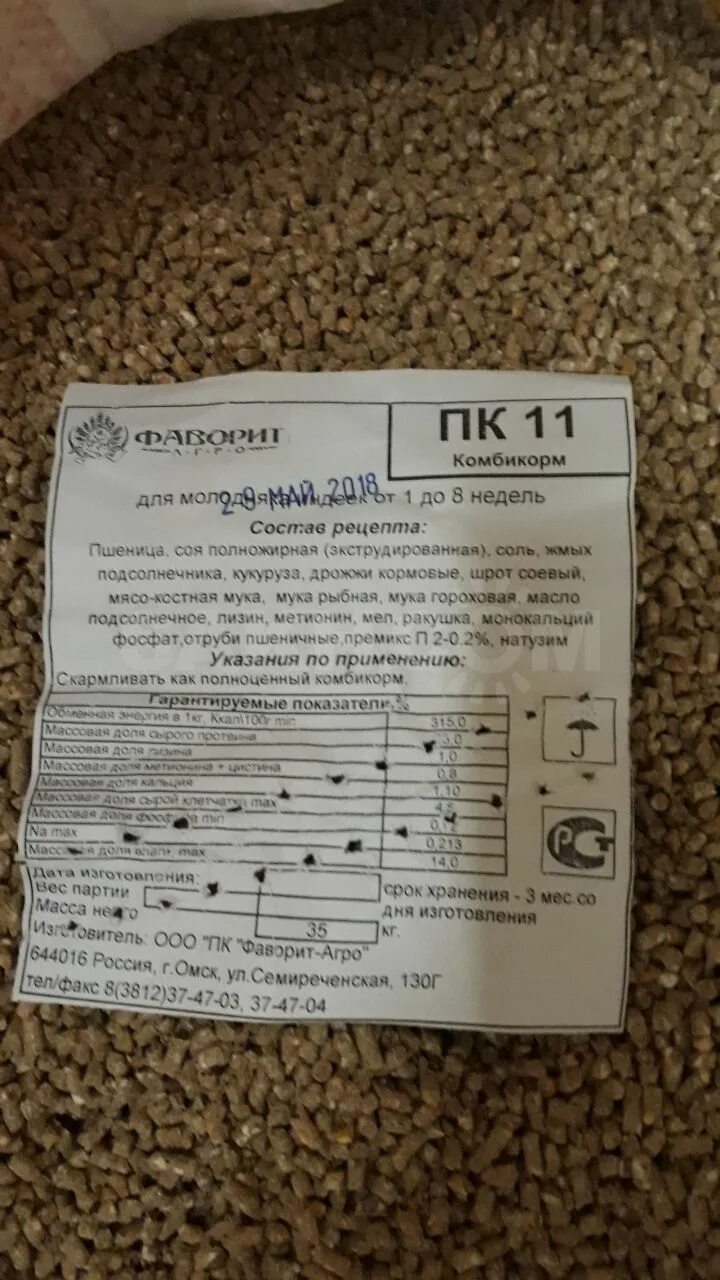 ФАВОРИТ
АГРО
ПК 11
Комбикорм
для молодняка индеек от 1 до 8 недель
29 МАЙ 2018
Состав рецепта:
Пшеница, соя полножирная (экструдированная), соль, жмых
подсолнечника, кукуруза, дрожжи кормовые, шрот соевый,
мясо-костная мука, мука рыбная, мука гороховая, масло
подсолнечное, лизин, метионин, мел, ракушка, монокальций
фосфат,отруби пшеничные,премикс П 2-0.2%, натузим
Указания по применению:
Скармливать как полноценный комбикорм.
Гарантируемые показатели,%
Обменная энергия в 1кг, Ккал\100г min 315,0
Массовая доля сырого протеина
Массовая доля лизина 1,0
Массовая доля метионина + цистина 0,8
Массовая доля кальция 1,10
Массовая доля сырой клетчатки max 4,5
Массовая доля фосфора min
Na max 0,213
Массовая доля влаги, max 14,0
Дата изготовления:
Вес партии
срок хранения - 3 мес.со
дня изготовления
Масса нетто 35 кг.
Изготовитель: ООО "ПК "Фаворит-Агро"
644016 Россия, г.Омск, ул.Семиреченская, 130Г
тел/факс 8(3812)37-47-03, 37-47-04
РСТ